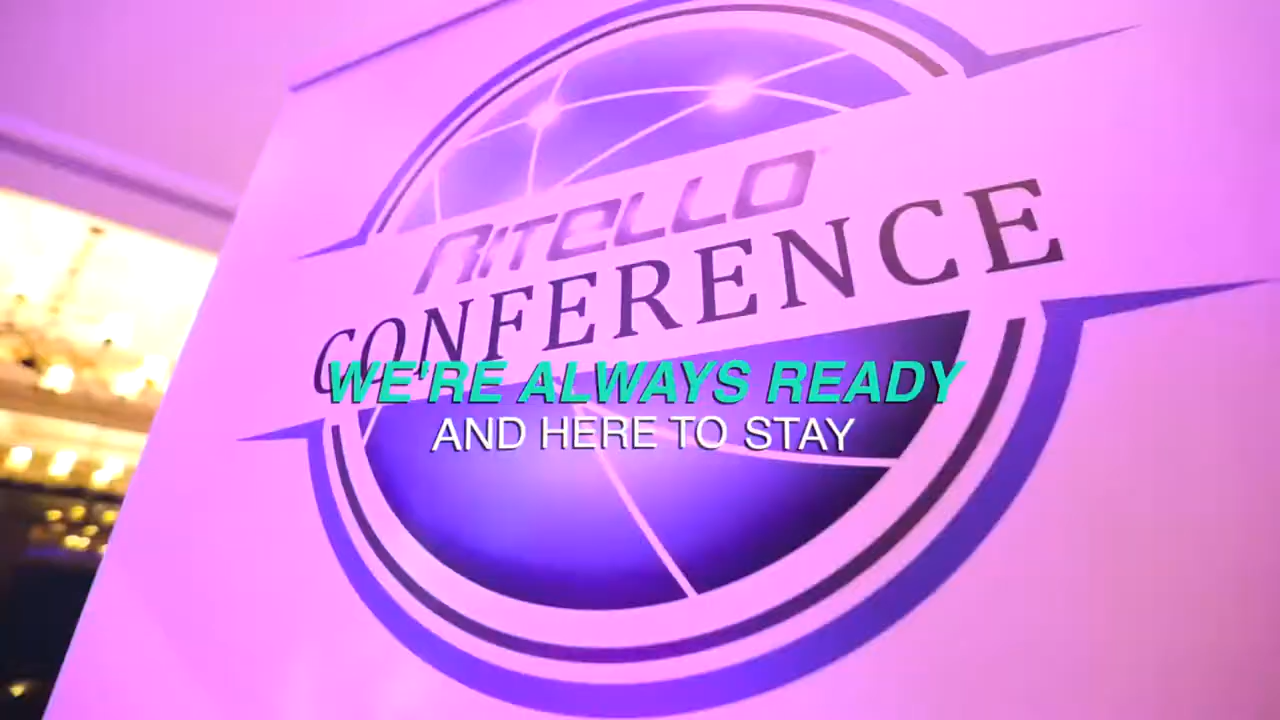 RITELLO
CONFERENCE
WE'RE ALWAYS READY
AND HERE TO STAY